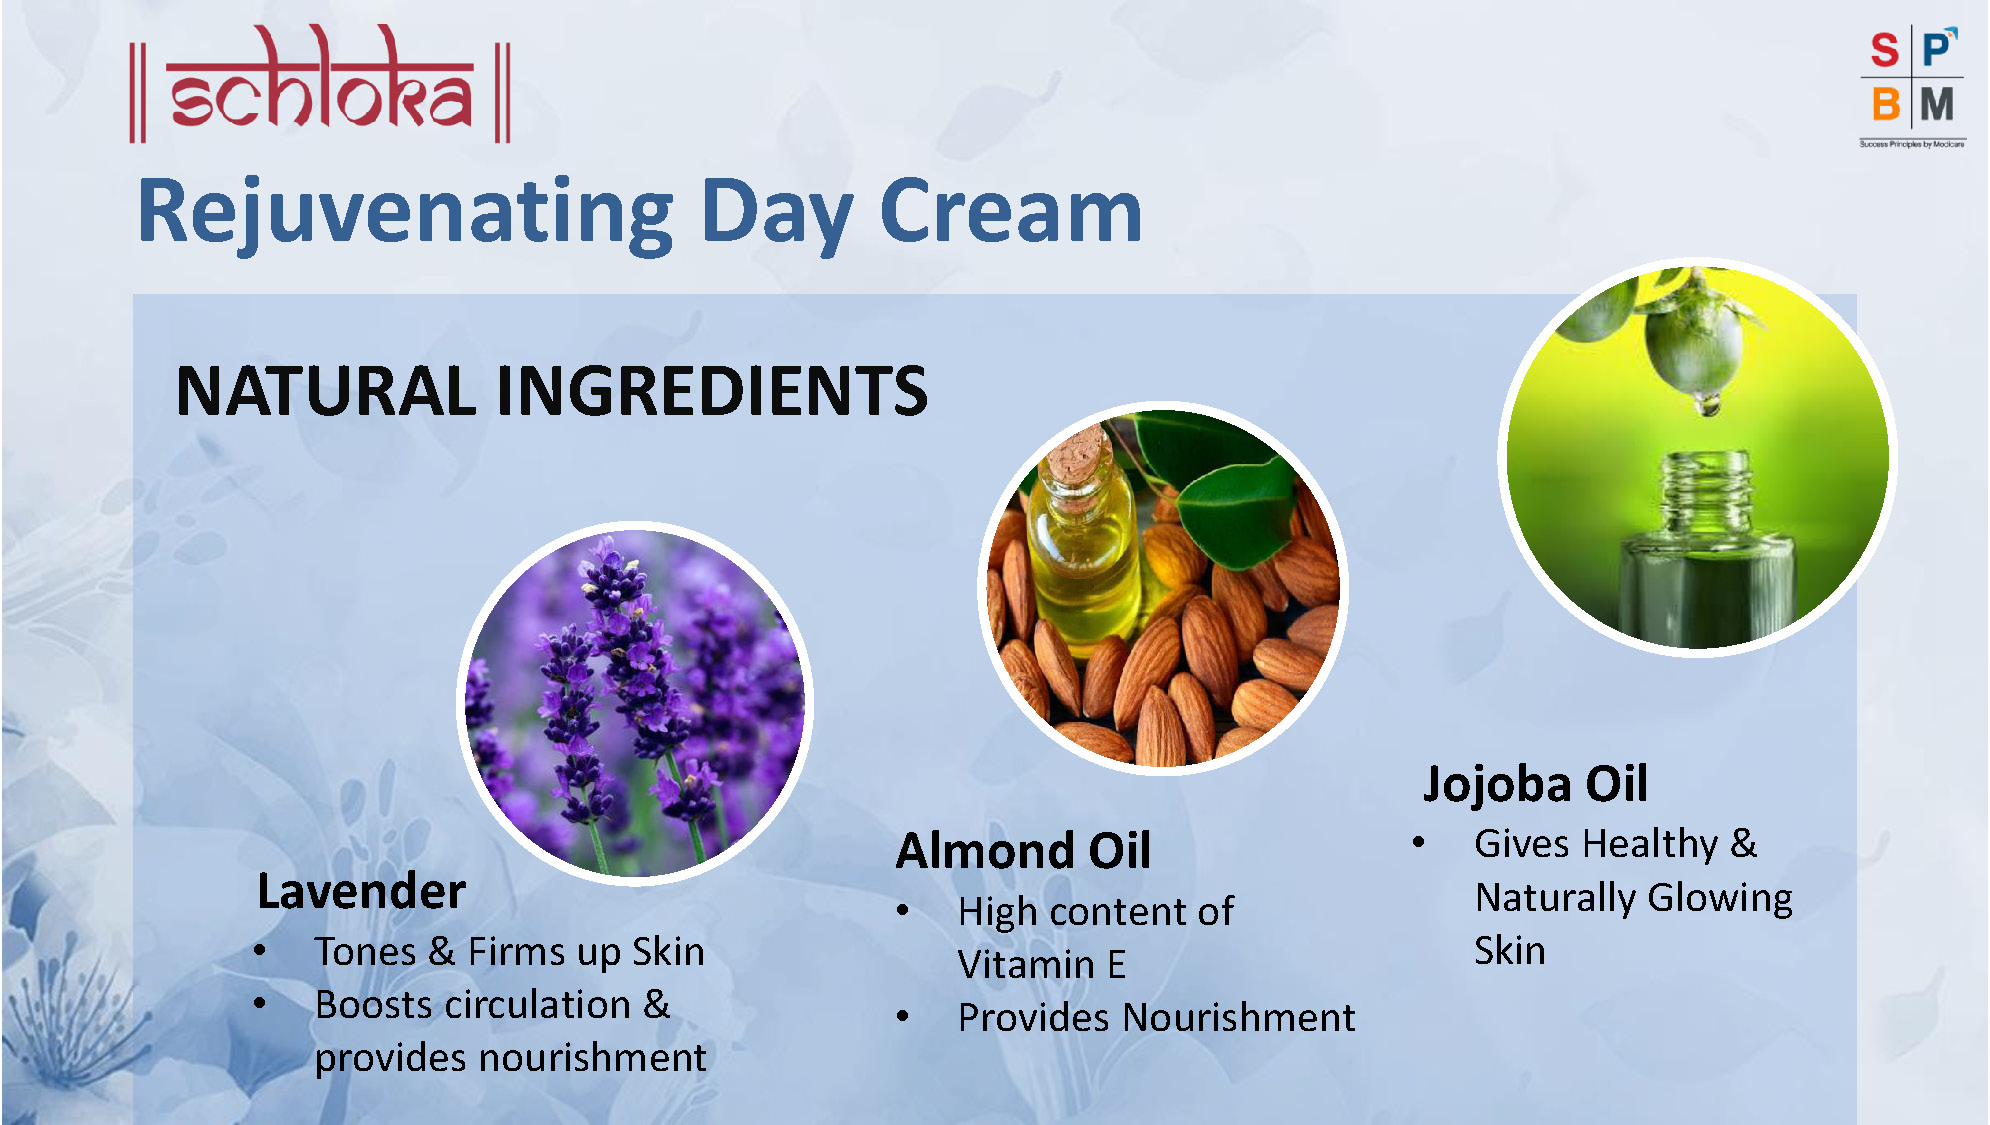 || schloka ||
S P
B M
Success Principles by Modicare
Rejuvenating Day Cream
NATURAL INGREDIENTS
Lavender
• Tones & Firms up Skin
• Boosts circulation &
provides nourishment
Almond Oil
• High content of
Vitamin E
• Provides Nourishment
Jojoba Oil
• Gives Healthy &
Naturally Glowing
Skin